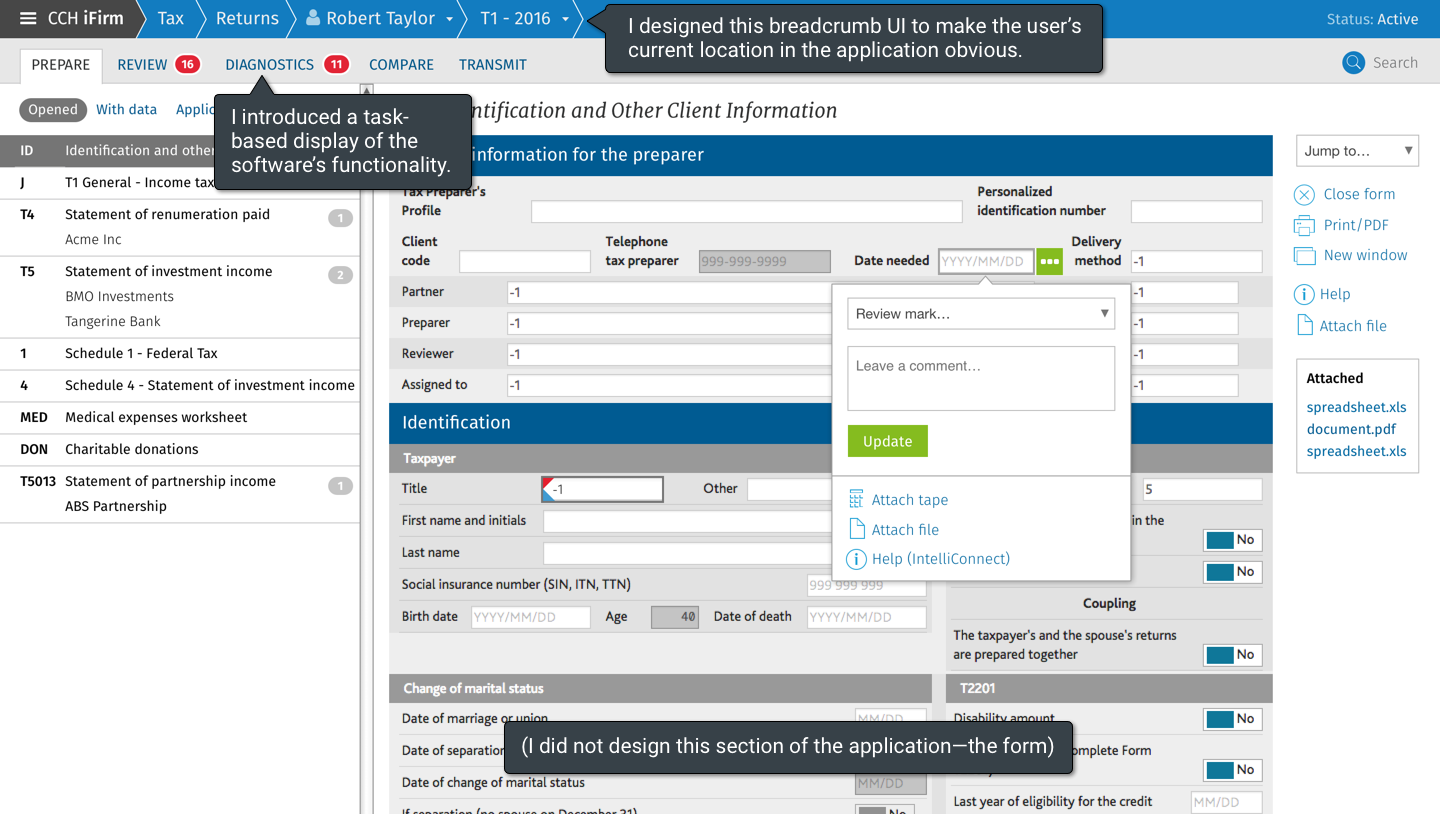 CCH iFirm
Tax
Returns
Robert Taylor
T1 - 2016
I designed this breadcrumb UI to make the user's
current location in the application obvious.
Status: Active
PREPARE
REVIEW 16
DIAGNOSTICS 11
COMPARE
TRANSMIT
Search
Opened
With data
Applic
I introduced a task-
based display of the
software's functionality.
ntification and Other Client Information
ID Identification and other
J T1 General - Income tax
T4 Statement of renumeration paid 1
Acme Inc
T5 Statement of investment income 2
BMO Investments
Tangerine Bank
1 Schedule 1 - Federal Tax
4 Schedule 4 - Statement of investment income
MED Medical expenses worksheet
DON Charitable donations
T5013 Statement of partnership income 1
ABS Partnership
information for the preparer
Tax Preparer's
Profile
Personalized
identification number
Client
code
Telephone
tax preparer
999-999-9999
Date needed YYYY/MM/DD
Delivery
method -1
Partner -1 -1
Preparer -1 -1
Reviewer -1 -1
Assigned to -1 -1
Review mark...
Leave a comment...
Update
Attach tape
Attach file
Help (IntelliConnect)
Identification
Taxpayer
Title -1 Other
5
First name and initials
in the
No
Last name
No
Social insurance number (SIN, ITN, TTN) 999 999 999
Birth date YYYY/MM/DD Age 40 Date of death YYYY/MM/DD
Coupling
The taxpayer's and the spouse's returns
are prepared together No
Change of marital status
T2201
Date of marriage or union MM/DD
Disability amount No
Date of separation
omplete Form
No
(I did not design this section of the application—the form)
Date of change of marital status MM/DD
Last year of eligibility for the credit MM/DD
If separation (no spouse on December 31) No
Jump to...
Close form
Print/PDF
New window
Help
Attach file
Attached
spreadsheet.xls
document.pdf
spreadsheet.xls